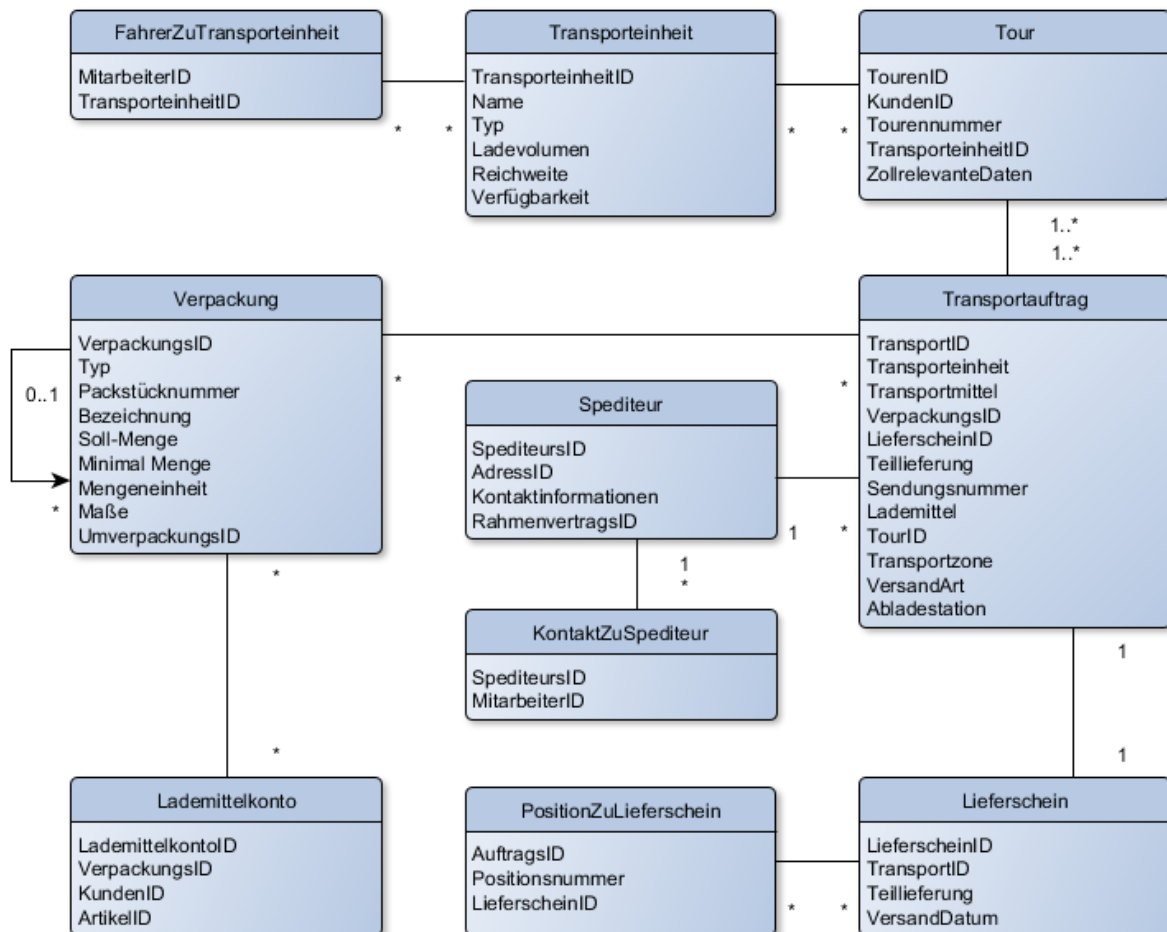 FahrerZuTransporteinheit
MitarbeiterID
TransporteinheitID
* *
Transporteinheit
TransporteinheitID
Name
Typ
Ladevolumen
Reichweite
Verfügbarkeit
* *
Tour
TourenID
KundenID
Tourennummer
TransporteinheitID
ZollrelevanteDaten
1..*
1..*
Verpackung
VerpackungsID
Typ
Packstücknummer
Bezeichnung
Soll-Menge
Minimal Menge
Mengeneinheit
Maße
UmverpackungsID
0..1
*
*
*
Spediteur
SpediteursID
AdressID
Kontaktinformationen
RahmenvertragsID
1 *
1
*
KontaktZuSpediteur
SpediteursID
MitarbeiterID
Transportauftrag
TransportID
Transporteinheit
Transportmittel
VerpackungsID
LieferscheinID
Teillieferung
Sendungsnummer
Lademittel
TourID
Transportzone
VersandArt
Abladestation
*
*
1
1
Lademittelkonto
LademittelkontoID
VerpackungsID
KundenID
ArtikelID
PositionZuLieferschein
AuftragsID
Positionsnummer
LieferscheinID
* *
Lieferschein
LieferscheinID
TransportID
Teillieferung
VersandDatum